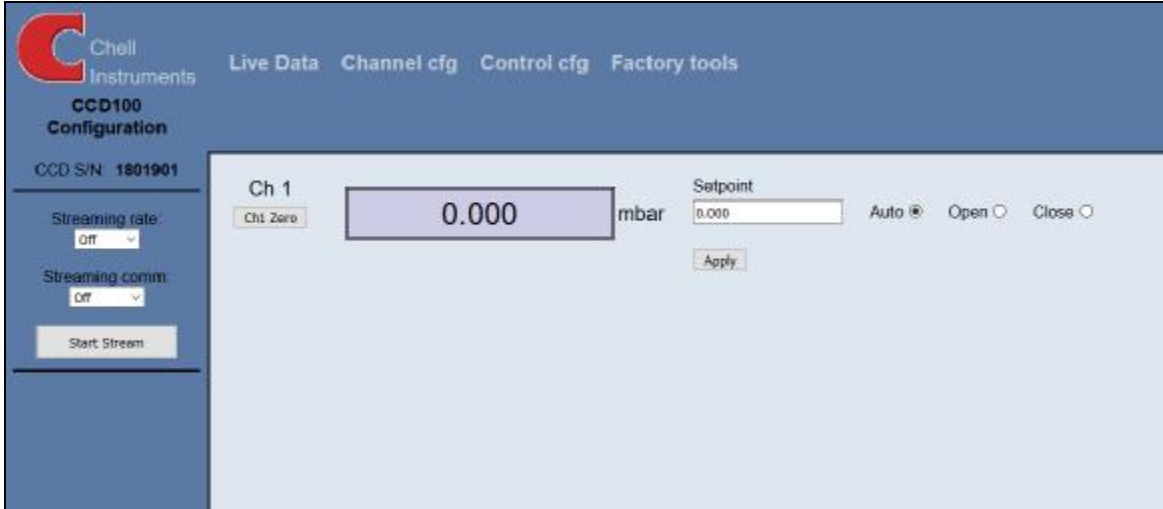 Chell
Instruments
CCD100
Configuration
Live Data Channel cfg Control cfg Factory tools
CCD S/N: 1801901
Streaming rate:
Off
Streaming comm:
Off
Start Stream
Ch 1
Ch1 Zero
0.000
mbar
Setpoint
0.000
Auto Open Close
Apply